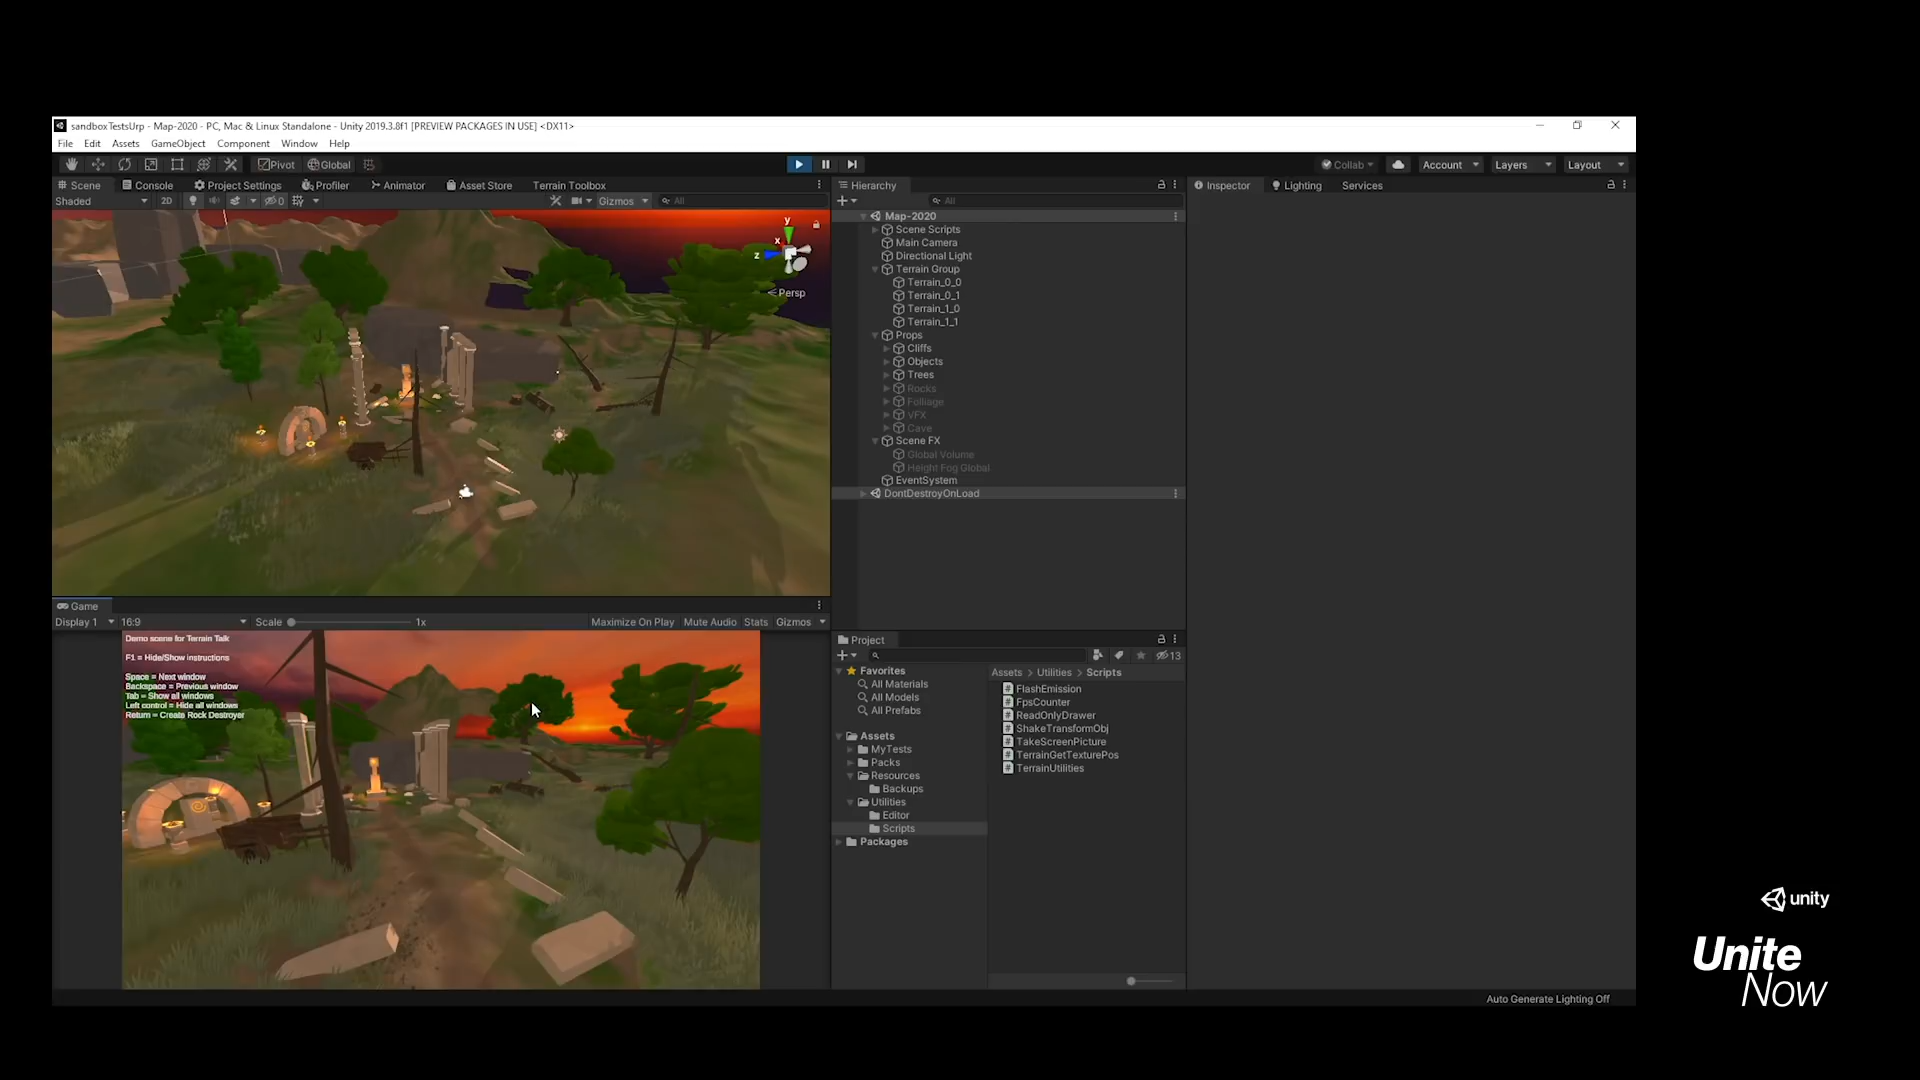 sandboxTestsUrp - Map-2020 - PC, Mac & Linux Standalone - Unity 2019.3.8f1 [PREVIEW PACKAGES IN USE] <DX11>
File Edit Assets GameObject Component Window Help
Pivot Global Collab Account Layers Layout
Scene Console Project Settings Profiler Animator Asset Store Terrain Toolbox
Shaded 2D 0 Gizmos All
y
x
z
Persp
Hierarchy
All
Map-2020
Scene Scripts
Main Camera
Directional Light
Terrain Group
Terrain_0_0
Terrain_0_1
Terrain_1_0
Terrain_1_1
Props
Cliffs
Objects
Trees
Rocks
Folliage
VFX
Cave
Scene FX
Global Volume
Height Fog Global
EventSystem
DontDestroyOnLoad
Inspector Lighting Services
Game
Display 1 16:9 Scale 1x Maximize On Play Mute Audio Stats Gizmos
Demo scene for Terrain Talk
F1 = Hide/Show instructions
Space = Next window
Backspace = Previous window
Tab = Show all windows
Left control = Hide all windows
Return = Create Rock Destroyer
Project
13
Favorites
All Materials
All Models
All Prefabs
Assets
MyTests
Packs
Resources
Backups
Utilities
Editor
Scripts
Packages
Assets > Utilities > Scripts
FlashEmission
FpsCounter
ReadOnlyDrawer
ShakeTransformObj
TakeScreenPicture
TerrainGetTexturePos
TerrainUtilities
Auto Generate Lighting Off
unity
Unite
Now